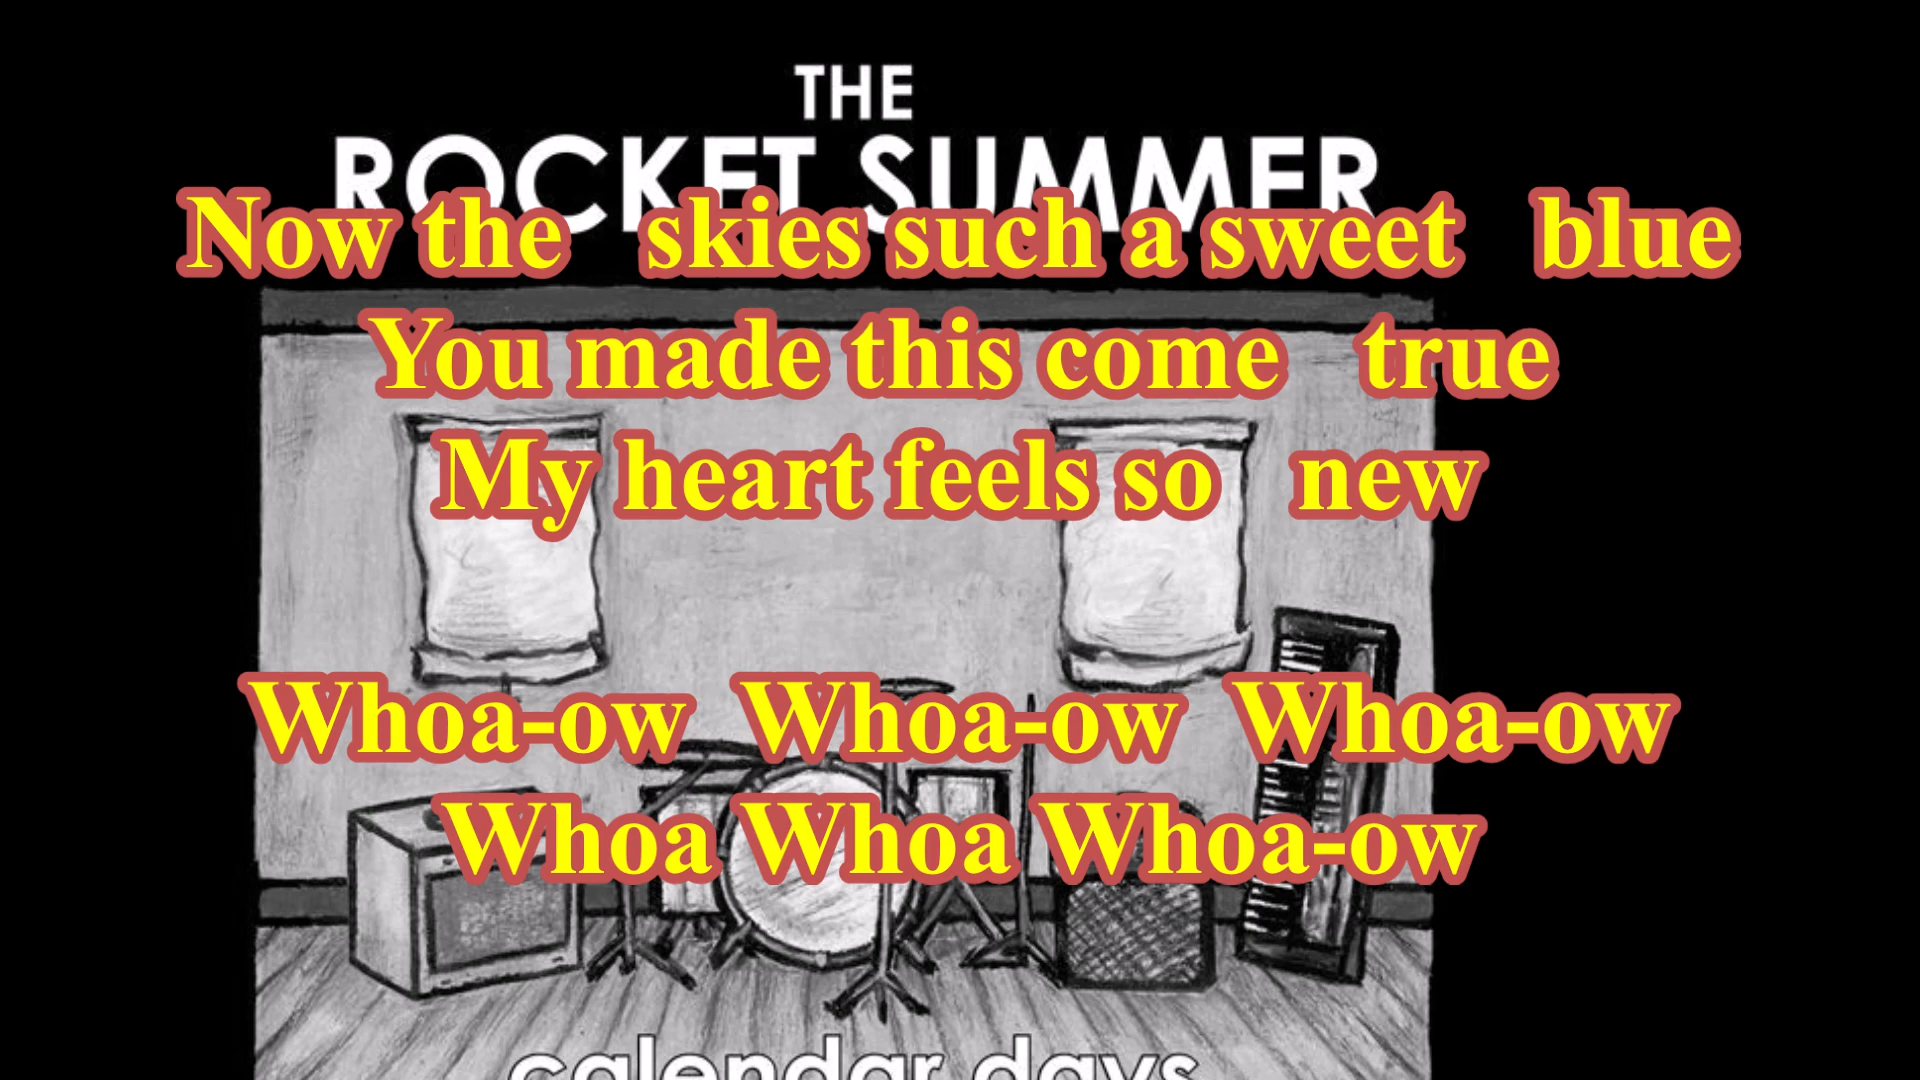 THE
ROCKET SUMMER
Now the skies such a sweet blue
You made this come true
My heart feels so new
Whoa-ow Whoa-ow Whoa-ow
Whoa Whoa Whoa-ow
calendar days